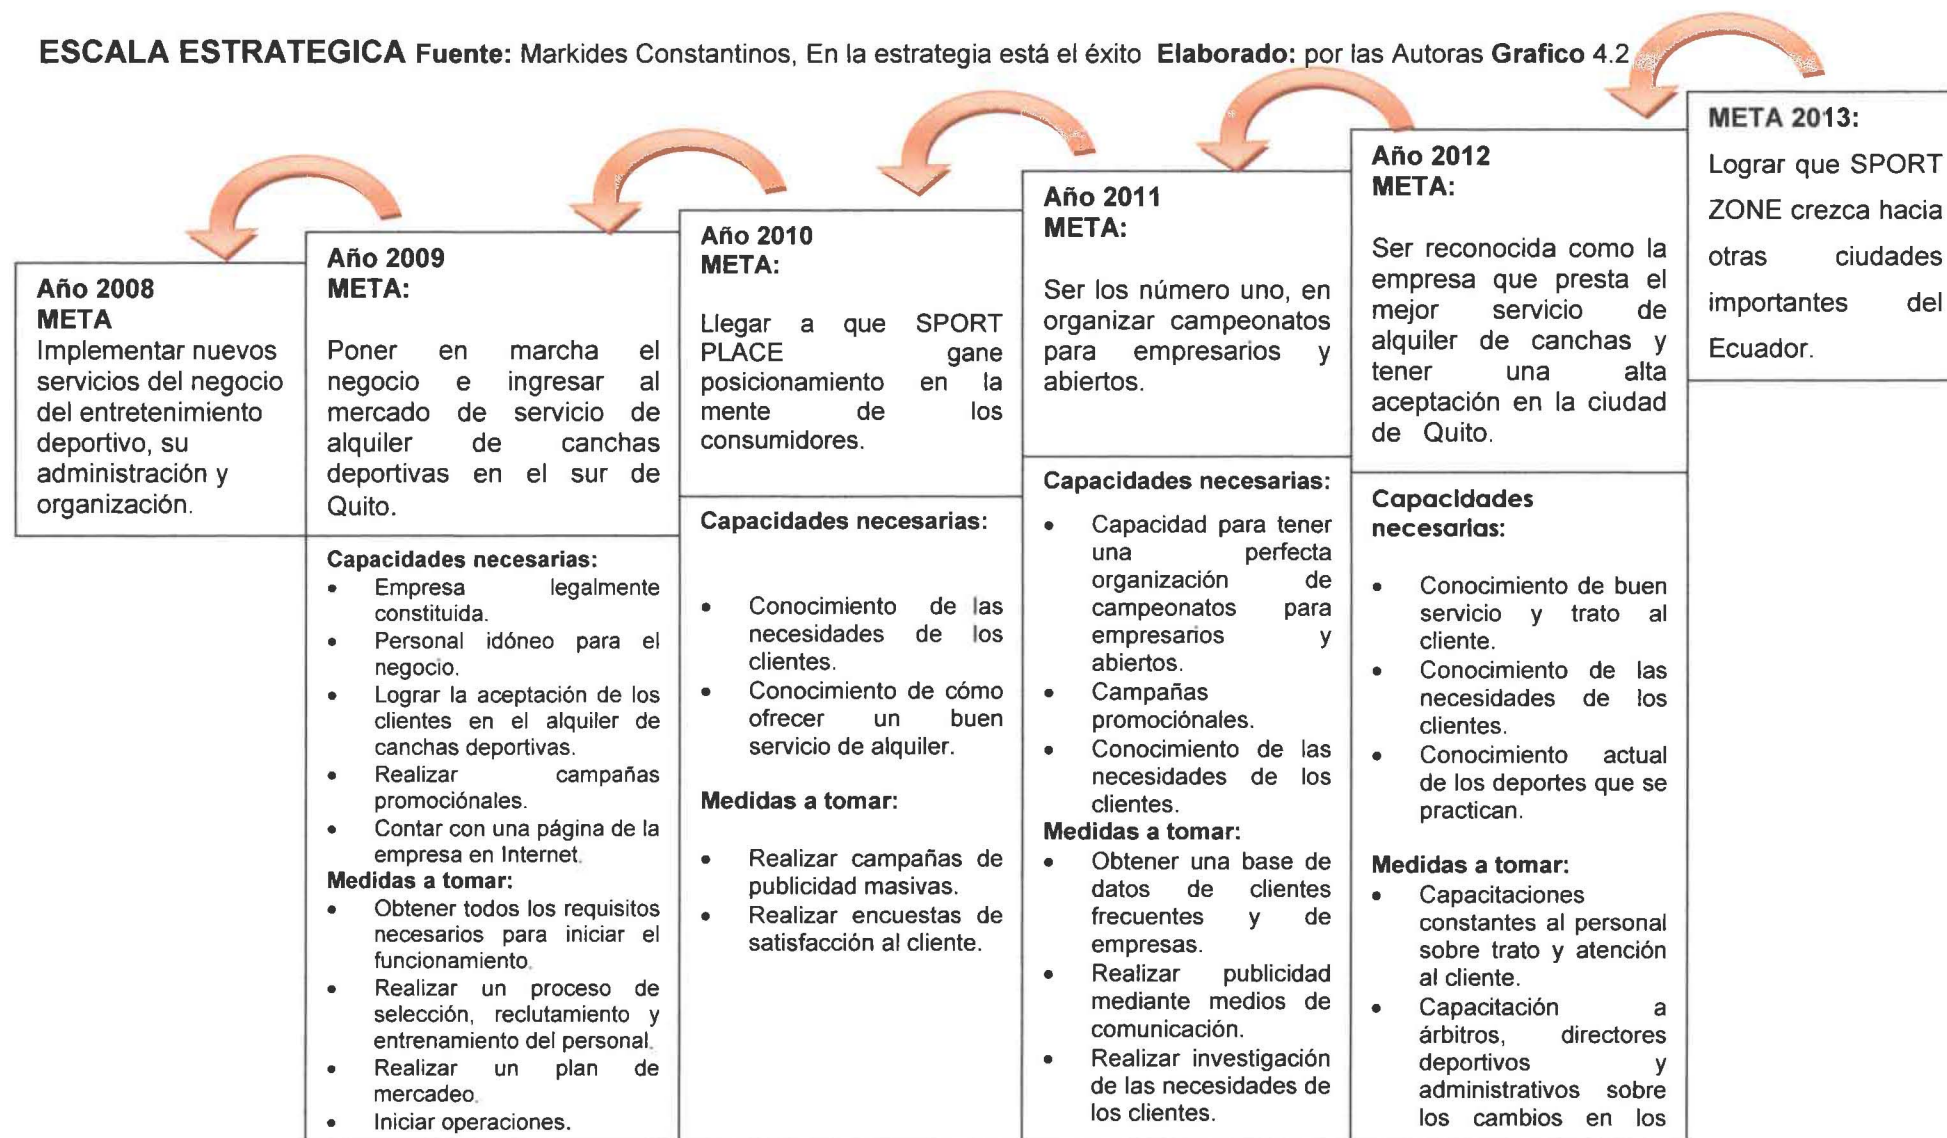 ESCALA ESTRATEGICA Fuente: Markides Constantinos, En la estrategia está el éxito Elaborado: por las Autoras Grafico 4.2
Año 2008
META
Implementar nuevos
servicios del negocio
del entretenimiento
deportivo, su
administración y
organización.
Año 2009
META:
Poner en marcha el
negocio e ingresar al
mercado de servicio de
alquiler de canchas
deportivas en el sur de
Quito.
Capacidades necesarias:
• Empresa legalmente
constituida.
• Personal idóneo para el
negocio.
• Lograr la aceptación de los
clientes en el alquiler de
canchas deportivas.
• Realizar campañas
promociónales.
• Contar con una página de la
empresa en Internet.
Medidas a tomar:
• Obtener todos los requisitos
necesarios para iniciar el
funcionamiento.
• Realizar un proceso de
selección, reclutamiento y
entrenamiento del personal.
• Realizar un plan de
mercadeo.
• Iniciar operaciones.
Año 2010
META:
Llegar a que SPORT
PLACE gane
posicionamiento en la
mente de los
consumidores.
Capacidades necesarias:
• Conocimiento de las
necesidades de los
clientes.
• Conocimiento de cómo
ofrecer un buen
servicio de alquiler.
Medidas a tomar:
• Realizar campañas de
publicidad masivas.
• Realizar encuestas de
satisfacción al cliente.
Año 2011
META:
Ser los número uno, en
organizar campeonatos
para empresarios y
abiertos.
Capacidades necesarias:
• Capacidad para tener
una perfecta
organización de
campeonatos para
empresarios y
abiertos.
• Campañas
promociónales.
• Conocimiento de las
necesidades de los
clientes.
Medidas a tomar:
• Obtener una base de
datos de clientes
frecuentes y de
empresas.
• Realizar publicidad
mediante medios de
comunicación.
• Realizar investigación
de las necesidades de
los clientes.
Año 2012
META:
Ser reconocida como la
empresa que presta el
mejor servicio de
alquiler de canchas y
tener una alta
aceptación en la ciudad
de Quito.
Capacidades
necesarias:
• Conocimiento de buen
servicio y trato al
cliente.
• Conocimiento de las
necesidades de los
clientes.
• Conocimiento actual
de los deportes que se
practican.
Medidas a tomar:
• Capacitaciones
constantes al personal
sobre trato y atención
al cliente.
• Capacitación a
árbitros, directores
deportivos y
administrativos sobre
los cambios en los
META 2013:
Lograr que SPORT
ZONE crezca hacia
otras ciudades
importantes del
Ecuador.